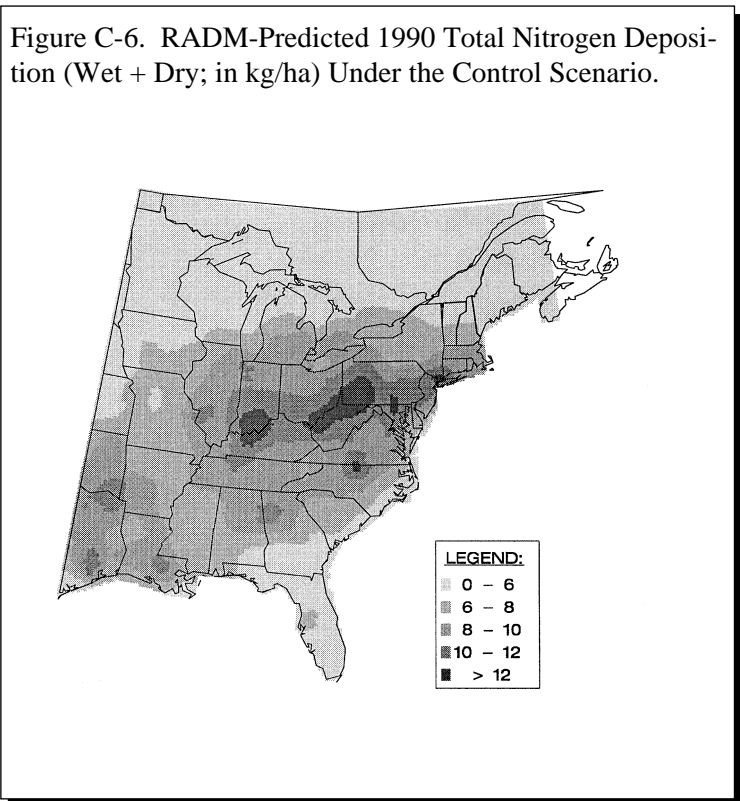 Figure C-6. RADM-Predicted 1990 Total Nitrogen Deposi-
tion (Wet + Dry; in kg/ha) Under the Control Scenario.
LEGEND:
0 – 6
6 – 8
8 – 10
10 – 12
> 12